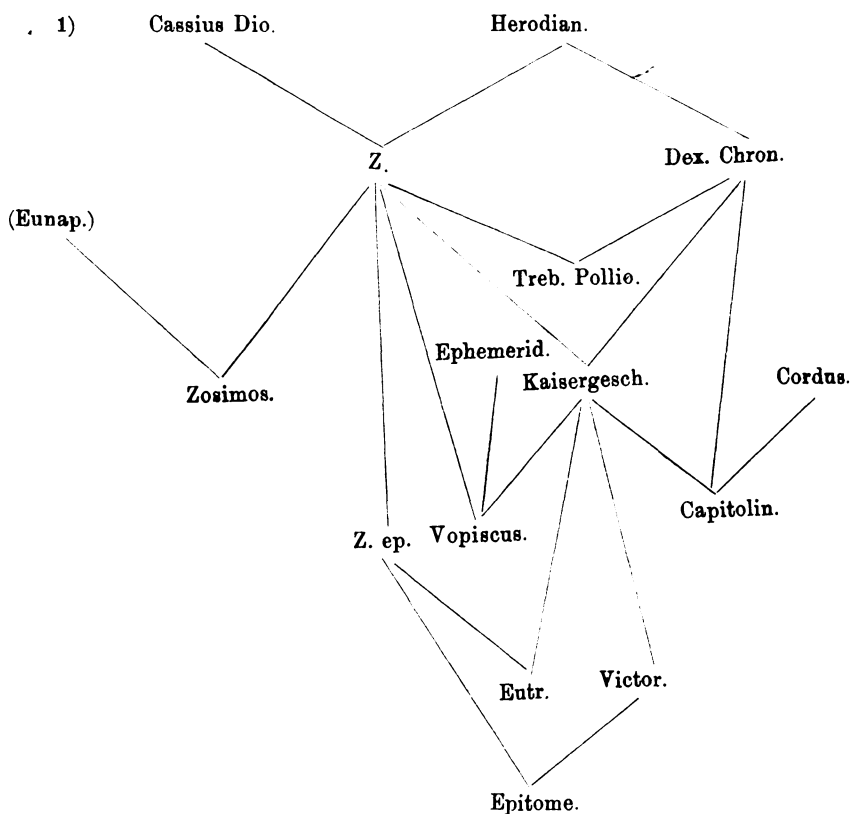 1) Cassius Dio. Herodian.
Z. Dex. Chron.
(Eunap.)
Treb. Pollio.
Ephemerid.
Kaisergesch. Cordus.
Zosimos.
Capitolin.
Z. ep. Vopiscus.
Eutr. Victor.
Epitome.